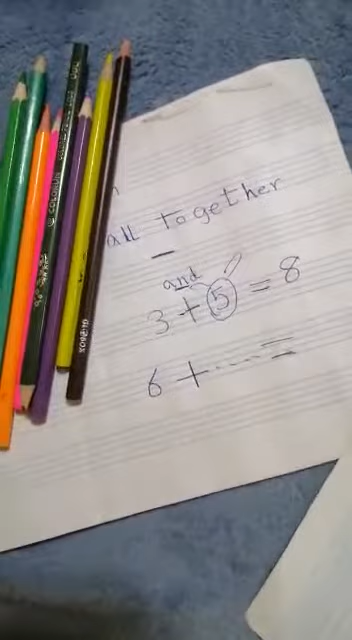 all together
and
3 + 5 = 8
6 + ..... =